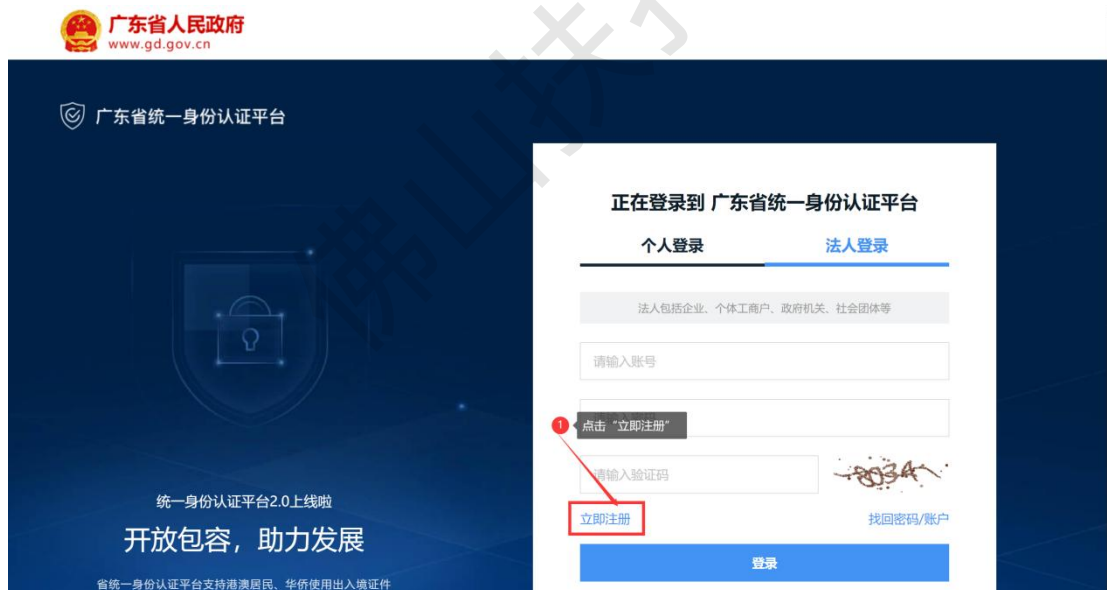 广东省人民政府
www.gd.gov.cn
广东省统一身份认证平台
正在登录到 广东省统一身份认证平台
个人登录 法人登录
法人包括企业、个体工商户、政府机关、社会团体等
请输入账号
1 点击“立即注册”
请输入验证码
立即注册 找回密码/账户
登录
统一身份认证平台2.0上线啦
开放包容，助力发展
省统一身份认证平台支持港澳居民、华侨使用出入境证件
佛山扶